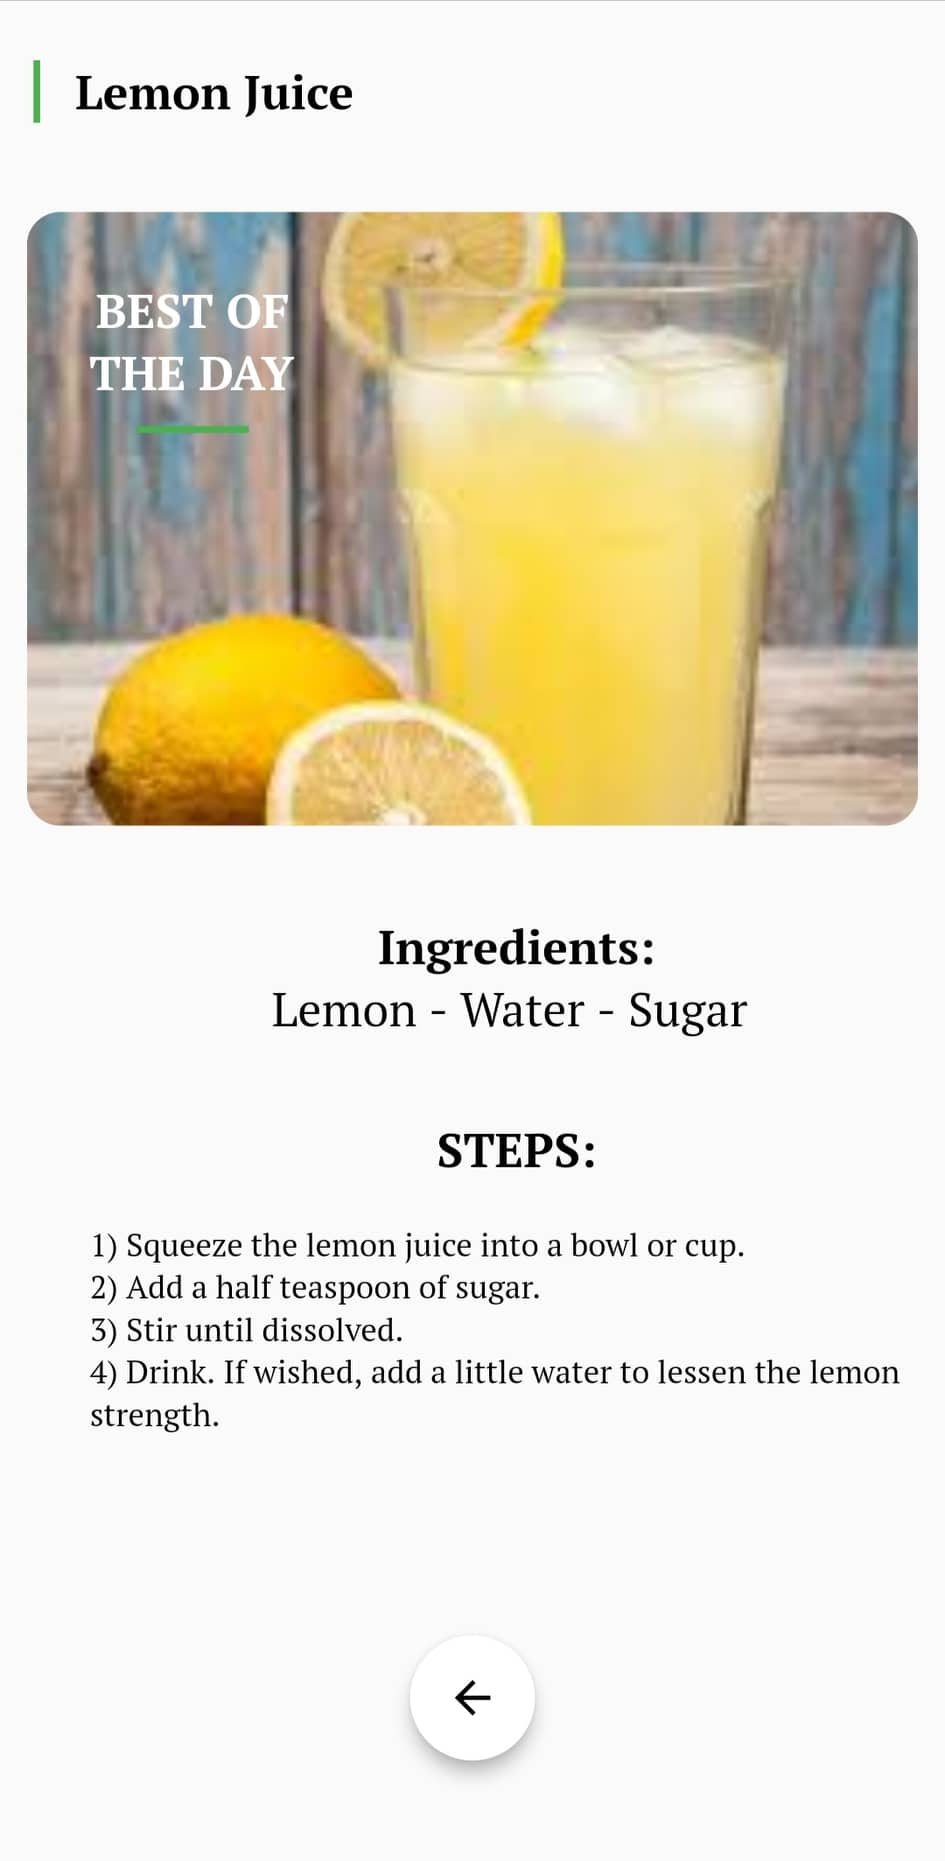 Lemon Juice
BEST OF
THE DAY
Ingredients:
Lemon - Water - Sugar
STEPS:
1) Squeeze the lemon juice into a bowl or cup.
2) Add a half teaspoon of sugar.
3) Stir until dissolved.
4) Drink. If wished, add a little water to lessen the lemon
strength.